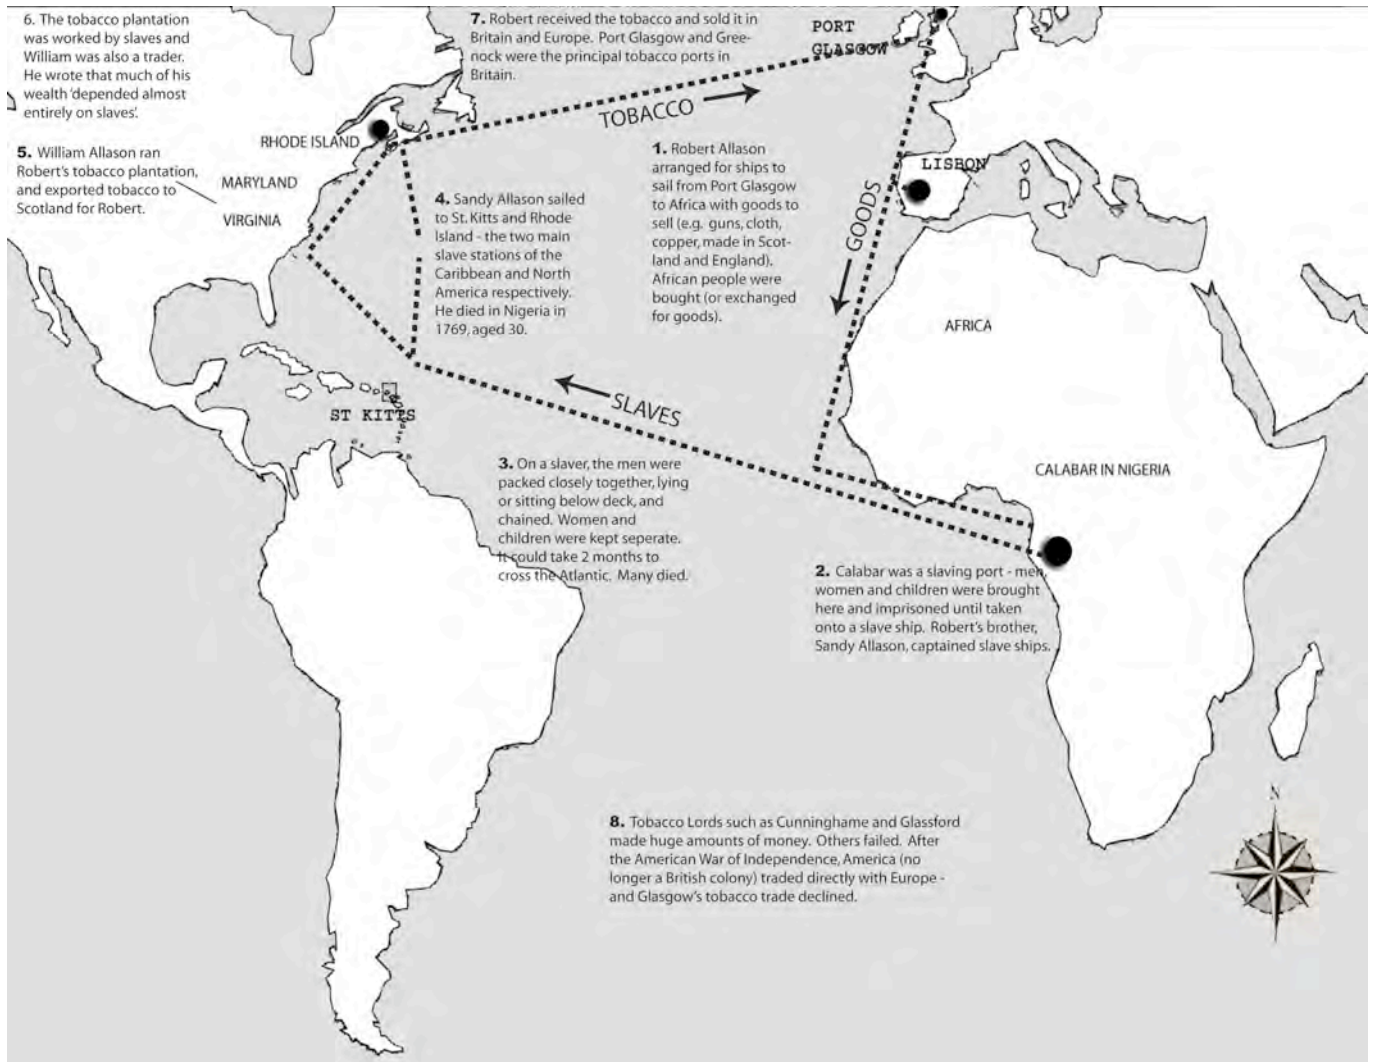 6. The tobacco plantation
was worked by slaves and
William was also a trader.
He wrote that much of his
wealth ‘depended almost
entirely on slaves’.
5. William Allason ran
Robert’s tobacco plantation,
and exported tobacco to
Scotland for Robert.
7. Robert received the tobacco and sold it in
Britain and Europe. Port Glasgow and Gree-
nock were the principal tobacco ports in
Britain.
PORT
GLASGOW
TOBACCO
RHODE ISLAND
MARYLAND
VIRGINIA
4. Sandy Allason sailed
to St. Kitts and Rhode
Island - the two main
slave stations of the
Caribbean and North
America respectively.
He died in Nigeria in
1769, aged 30.
1. Robert Allason
arranged for ships to
sail from Port Glasgow
to Africa with goods to
sell (e.g. guns, cloth,
copper, made in Scot-
land and England).
African people were
bought (or exchanged
for goods).
LISBON
GOODS
AFRICA
SLAVES
ST KITTS
3. On a slaver, the men were
packed closely together, lying
or sitting below deck, and
chained. Women and
children were kept seperate.
It could take 2 months to
cross the Atlantic. Many died.
CALABAR IN NIGERIA
2. Calabar was a slaving port - men,
women and children were brought
here and imprisoned until taken
onto a slave ship. Robert’s brother,
Sandy Allason, captained slave ships.
8. Tobacco Lords such as Cunninghame and Glassford
made huge amounts of money. Others failed. After
the American War of Independence, America (no
longer a British colony) traded directly with Europe -
and Glasgow’s tobacco trade declined.
N